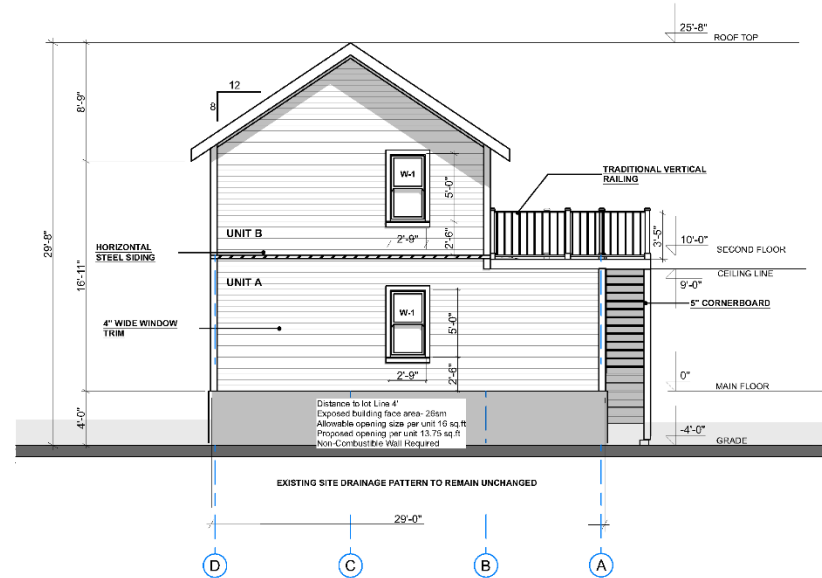 25'-8"
ROOF TOP
12
8
8'-9"
W-1
5'-0"
TRADITIONAL VERTICAL
RAILING
UNIT B
2'-9"
2'-6"
3'-5"
10'-0"
SECOND FLOOR
HORIZONTAL
STEEL SIDING
29'-8"
16'-11"
UNIT A
CEILING LINE
9'-0"
5" CORNERBOARD
4" WIDE WINDOW
TRIM
W-1
5'-0"
2'-9"
2'-6"
0"
MAIN FLOOR
4'-0"
Distance to lot Line 4'
Exposed building face area- 26sm
Allowable opening size per unit 16 sq.ft
Proposed opening per unit 13.75 sq.ft
Non-Combustible Wall Required
-4'-0"
GRADE
EXISTING SITE DRAINAGE PATTERN TO REMAIN UNCHANGED
29'-0"
D
C
B
A